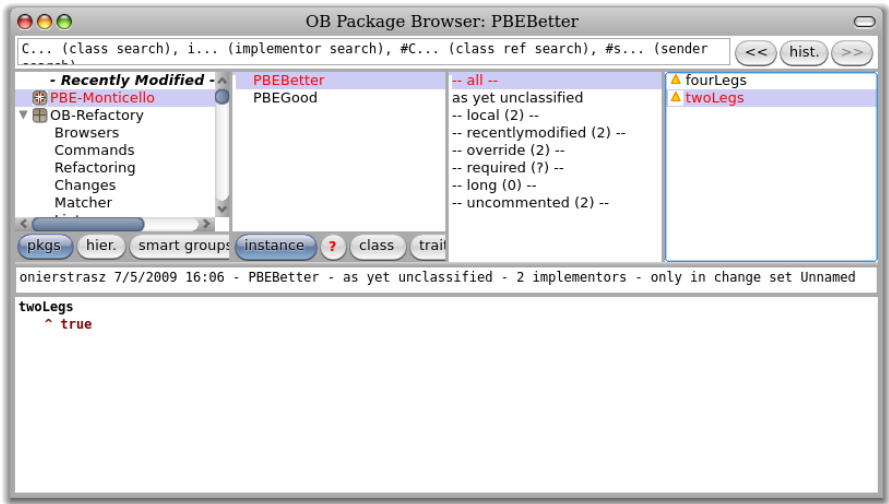 OB Package Browser: PBEBetter
C... (class search), i... (implementor search), #C... (class ref search), #s... (sender
search)
<< hist. >>
- Recently Modified -
PBE-Monticello
OB-Refactory
Browsers
Commands
Refactoring
Changes
Matcher
PBEBetter
PBEGood
-- all --
as yet unclassified
-- local (2) --
-- recentlymodified (2) --
-- override (2) --
-- required (?) --
-- long (0) --
-- uncommented (2) --
fourLegs
twoLegs
pkgs hier. smart groups instance ? class trait
onierstrasz 7/5/2009 16:06 - PBEBetter - as yet unclassified - 2 implementors - only in change set Unnamed
twoLegs
^ true